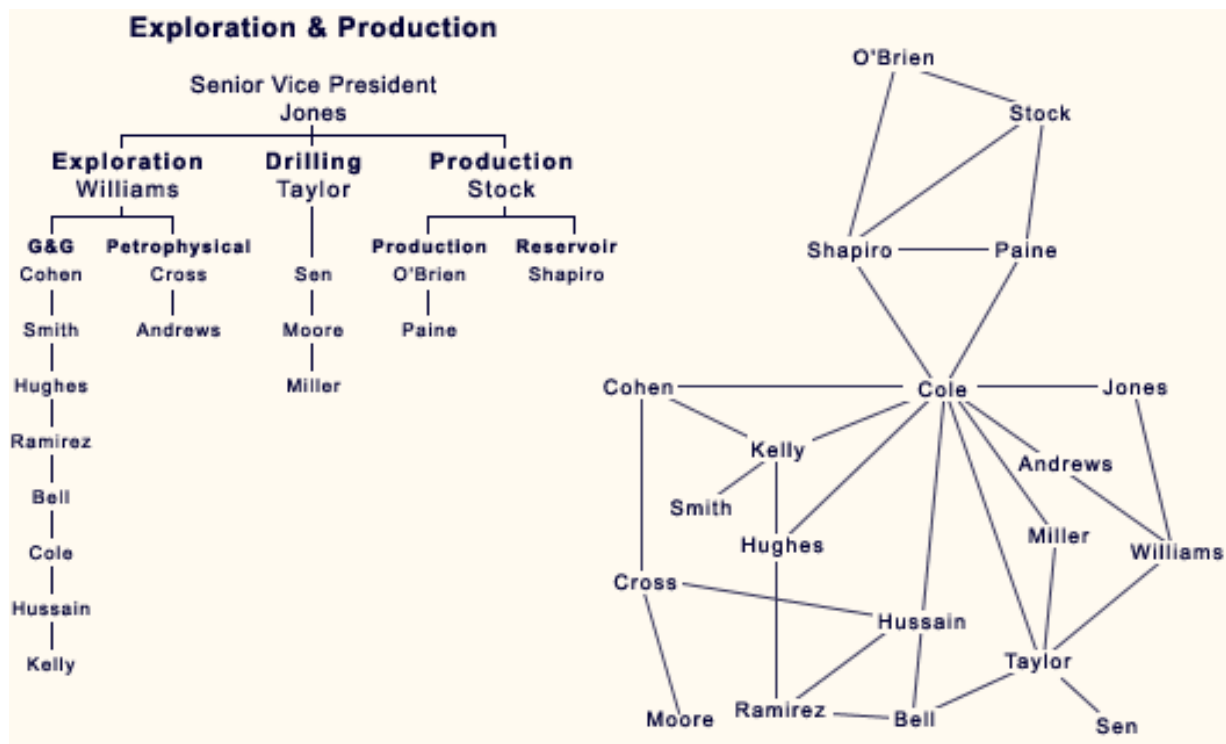 Exploration & Production
Senior Vice President
Jones
Exploration Drilling Production
Williams Taylor Stock
G&G Petrophysical Production Reservoir
Cohen Cross Sen O'Brien Shapiro
Smith Andrews Moore Paine
Hughes Miller
Ramirez
Bell
Cole
Hussain
Kelly
O'Brien
Stock
Shapiro Paine
Cohen Cole Jones
Kelly
Andrews
Smith
Miller
Hughes
Williams
Cross
Hussain
Taylor
Ramirez
Moore
Bell
Sen